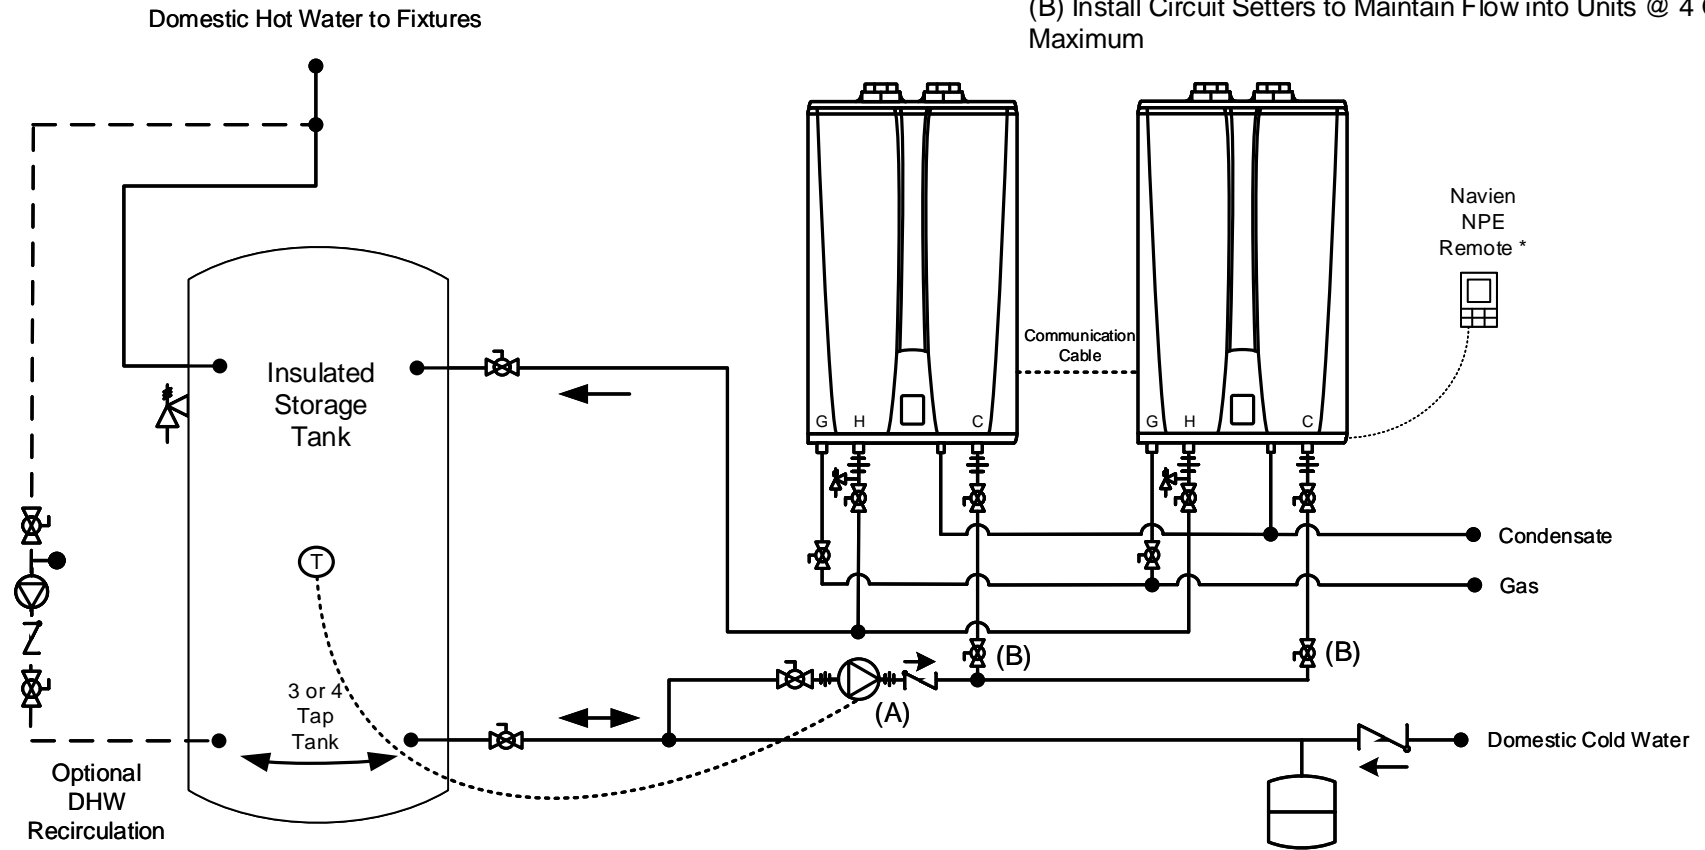 (B) Install Circuit Setters to Maintain Flow into Units @ 4
Maximum
Domestic Hot Water to Fixtures
Navien
NPE
Remote *
Communication
Cable
Insulated
Storage
Tank
G H C
G H C
Condensate
Gas
T
(B)
(B)
(A)
3 or 4
Tap
Tank
Domestic Cold Water
Optional
DHW
Recirculation